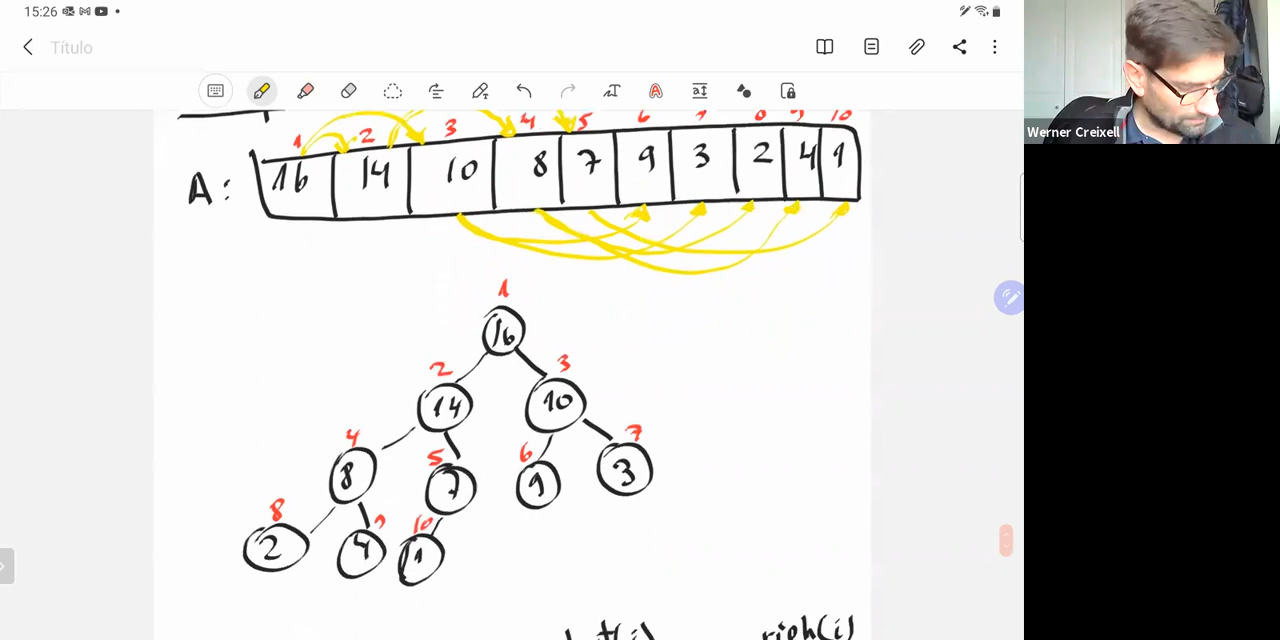 15:26
Título
Werner Creixell
1 2 3 4 5 6 7 8 9 10
A: 16 14 10 8 7 9 3 2 4 1
1
16
2 3
14 10
4 5 6 7
8 7 9 3
8 9 10
2 4 1
righ(i)